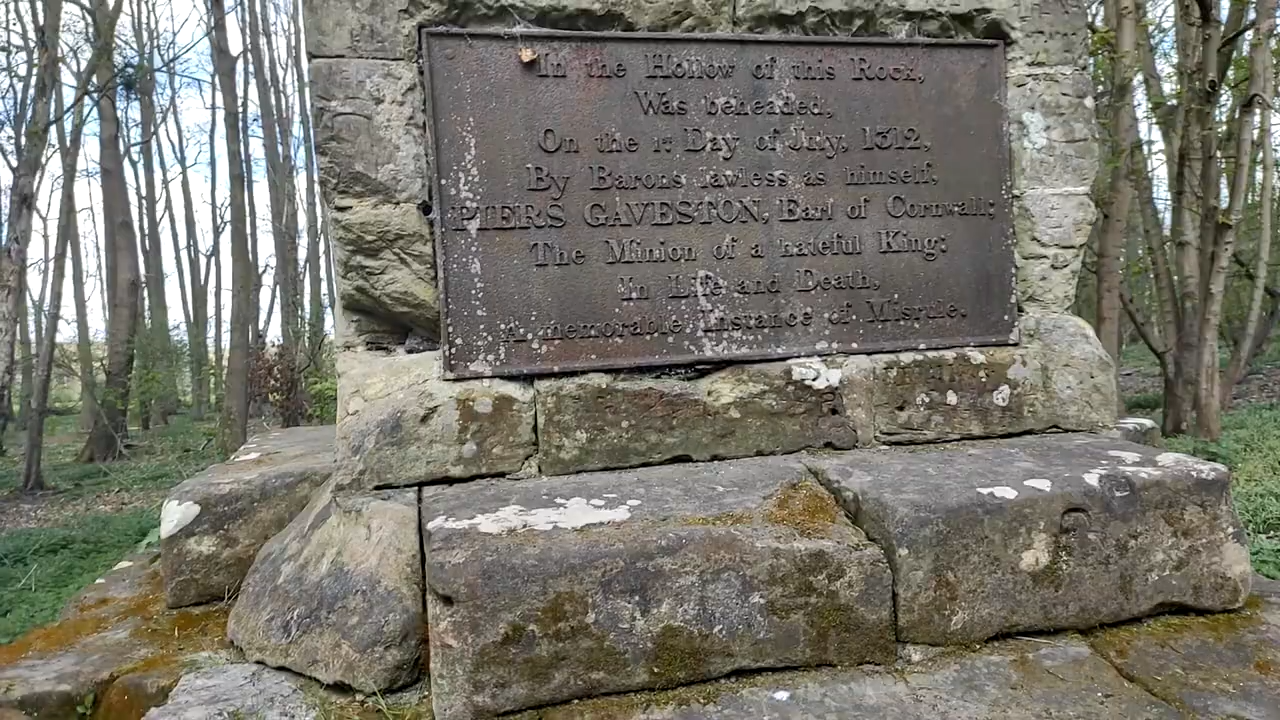 In the Hollow of this Rock,
Was beheaded,
On the 1ST Day of July, 1312,
By Barons lawless as himself,
PIERS GAVESTON, Earl of Cornwall;
The Minion of a hateful King:
In Life and Death,
A memorable Instance of Misrule.